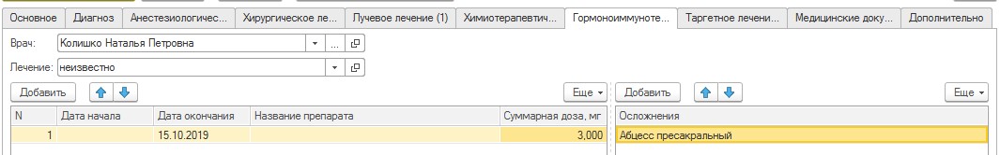 Основное Диагноз Анестезиологичес... Хирургическое ле... Лучевое лечение (1) Химиотерапевтич... Гормоноиммуноте... Таргетное лечени... Медицинские доку... Дополнительно
Врач: Колишко Наталья Петровна ...
Лечение: неизвестно
Добавить Еще Добавить Еще
N Дата начала Дата окончания Название препарата Суммарная доза, мг Осложнения
1 15.10.2019 3,000 Абцесс пресакральный